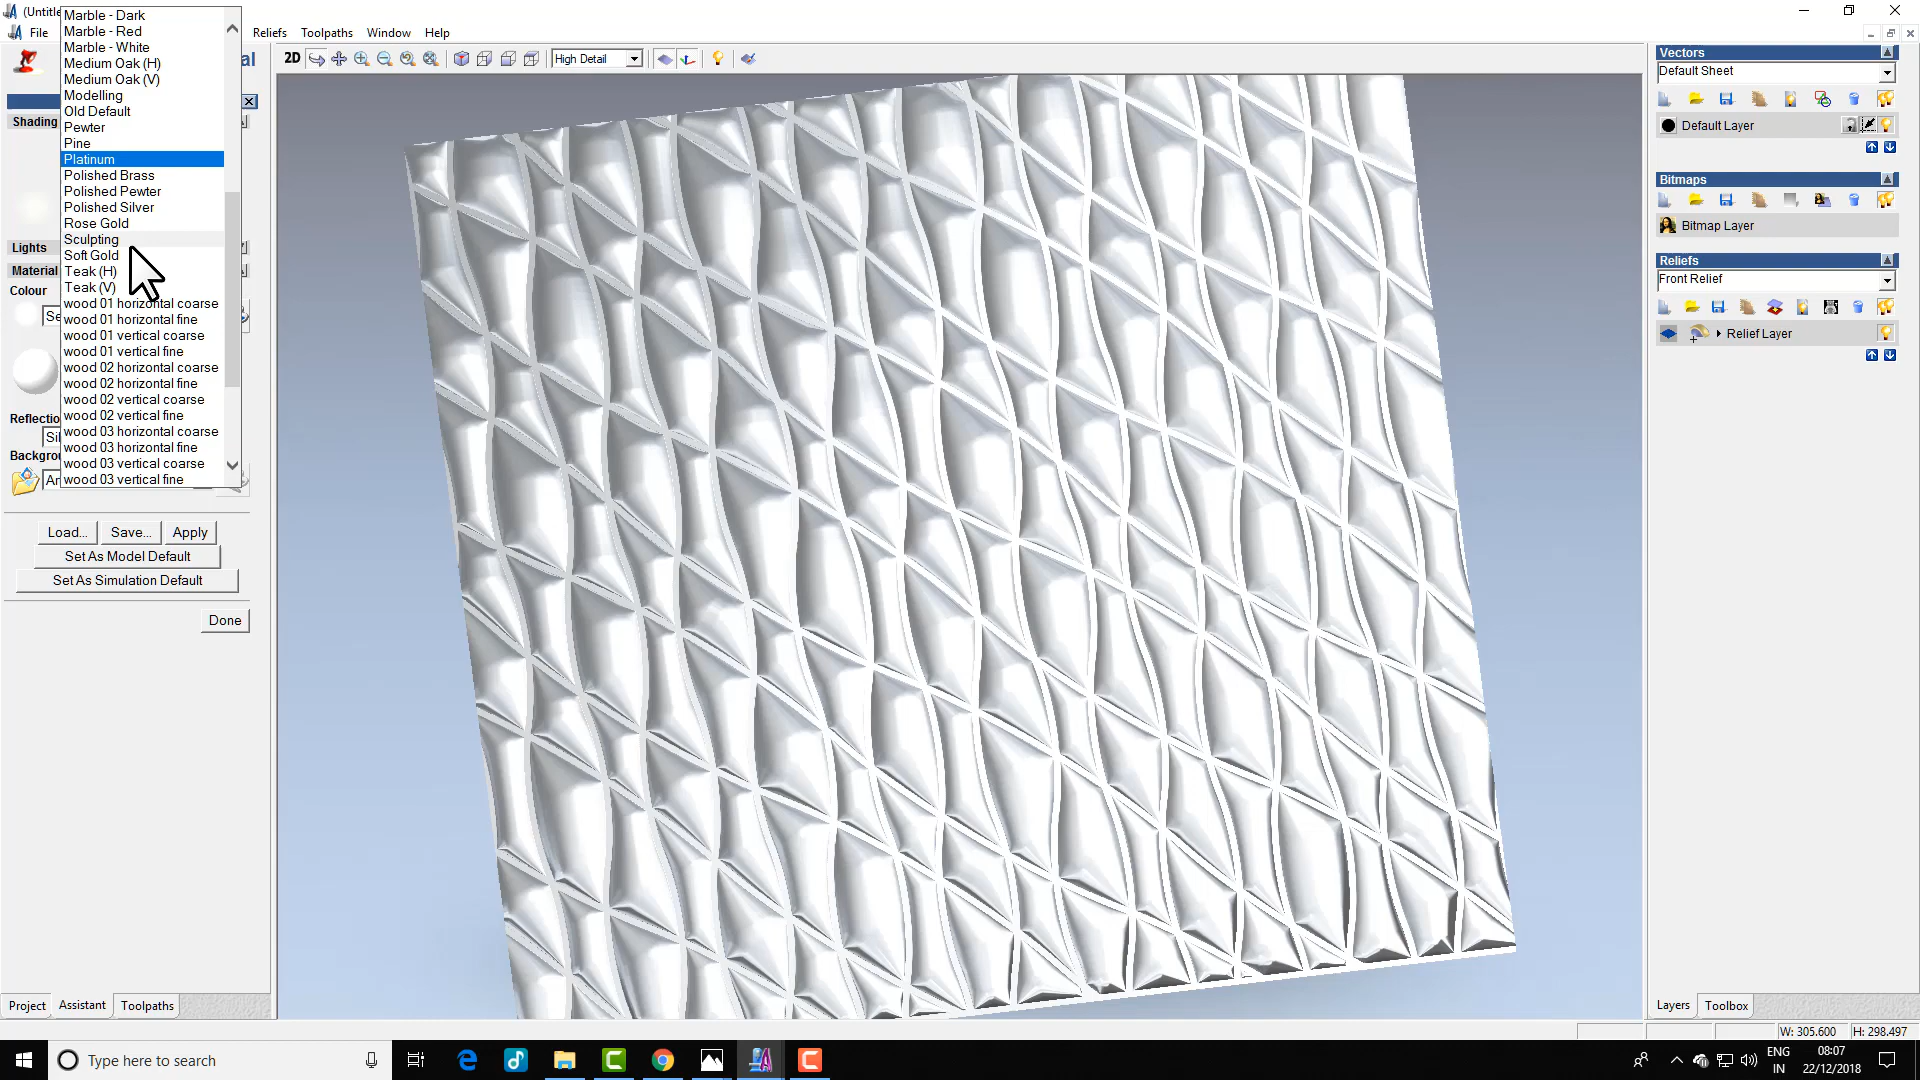 (Untitle
Marble - Dark
Marble - Red
Marble - White
Medium Oak (H)
Medium Oak (V)
Modelling
Old Default
Pewter
Pine
Platinum
Polished Brass
Polished Pewter
Polished Silver
Rose Gold
Sculpting
Soft Gold
Teak (H)
Teak (V)
wood 01 horizontal coarse
wood 01 horizontal fine
wood 01 vertical coarse
wood 01 vertical fine
wood 02 horizontal coarse
wood 02 horizontal fine
wood 02 vertical coarse
wood 02 vertical fine
wood 03 horizontal coarse
wood 03 horizontal fine
wood 03 vertical coarse
wood 03 vertical fine
File
Reliefs Toolpaths Window Help
al
2D
High Detail
Shading
Lights
Material
Colour
Se
Reflectio
Sil
Backgrou
Ar
Load... Save... Apply
Set As Model Default
Set As Simulation Default
Done
Project Assistant Toolpaths
Vectors
Default Sheet
Default Layer
Bitmaps
Bitmap Layer
Reliefs
Front Relief
Relief Layer
Layers Toolbox
W: 305.600 H: 298.497
Type here to search
ENG
IN
08:07
22/12/2018